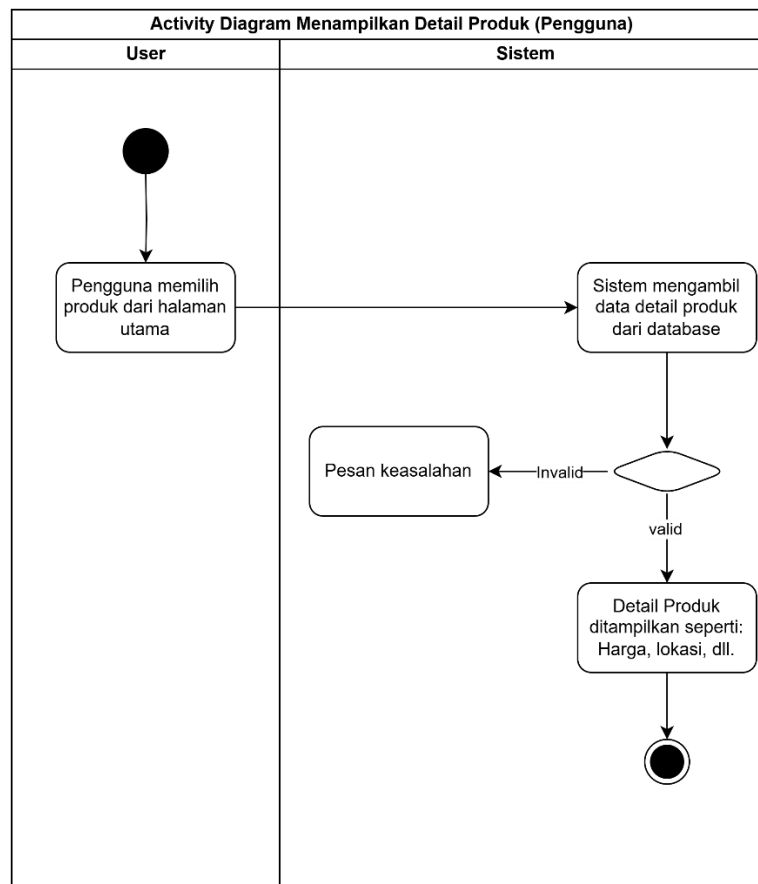 Activity Diagram Menampilkan Detail Produk (Pengguna)
User
Sistem
Pengguna memilih
produk dari halaman
utama
Sistem mengambil
data detail produk
dari database
Pesan keasalahan
Invalid
valid
Detail Produk
ditampilkan seperti:
Harga, lokasi, dll.